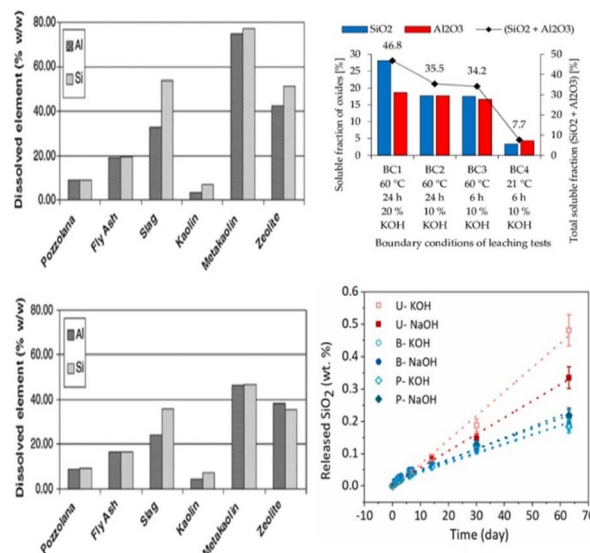 Dissolved element (% w/w)
80.00
60.00
40.00
20.00
0.00
Al
Si
Pozzolana
Fly Ash
Slag
Kaolin
Metakaolin
Zeolite
SiO2 Al2O3 (SiO2 + Al2O3)
Soluble fraction of oxides [%]
30
25
20
15
10
5
0
46.8
35.5
34.2
7.7
50
40
30
20
10
0
Total soluble fraction (SiO2 + Al2O3) [%]
BC1 BC2 BC3 BC4
60 °C 60 °C 60 °C 21 °C
24 h 24 h 6 h 6 h
20 % 10 % 10 % 10 %
KOH KOH KOH KOH
Boundary conditions of leaching tests
Dissolved element (% w/w)
80.00
60.00
40.00
20.00
0.00
Al
Si
Pozzolana
Fly Ash
Slag
Kaolin
Metakaolin
Zeolite
Released SiO₂ (wt. %)
0.6
0.5
0.4
0.3
0.2
0.1
0.0
U- KOH
U- NaOH
B- KOH
B- NaOH
P- KOH
P- NaOH
-10 0 10 20 30 40 50 60 70
Time (day)